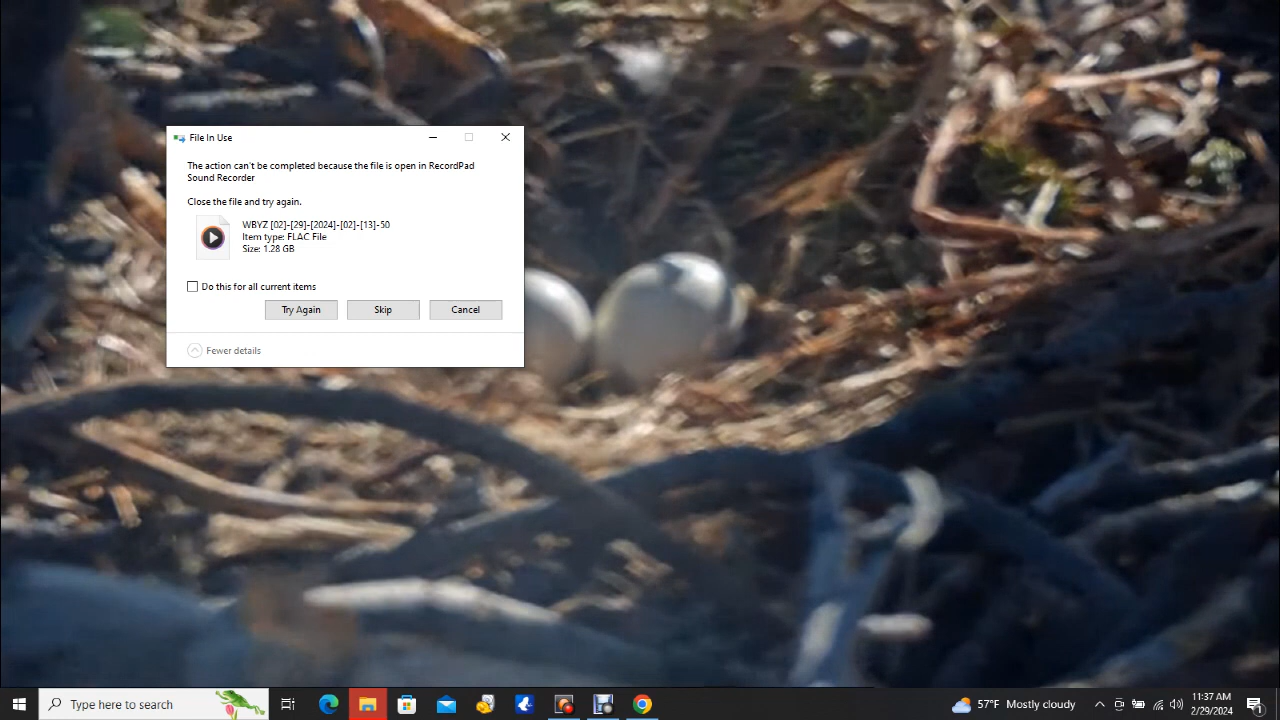 File In Use
The action can't be completed because the file is open in RecordPad
Sound Recorder
Close the file and try again.
WBYZ [02]-[29]-[2024]-[02]-[13]-50
Item type: FLAC File
Size: 1.28 GB
Do this for all current items
Try Again
Skip
Cancel
Fewer details
Type here to search
57°F Mostly cloudy
11:37 AM
2/29/2024
1